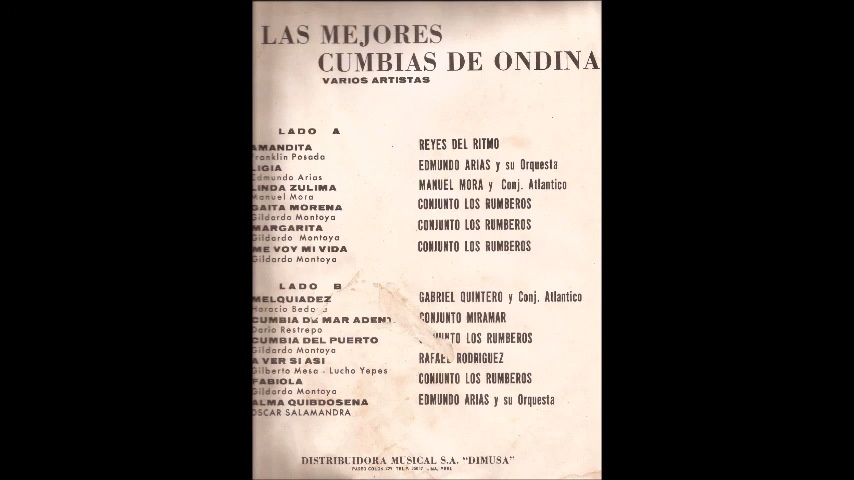 LAS MEJORES
CUMBIAS DE ONDINA
VARIOS ARTISTAS
LADO A
AMANDITA REYES DEL RITMO
Franklin Posada
LIGIA EDMUNDO ARIAS y su Orquesta
Edmundo Arias
LINDA ZULIMA MANUEL MORA y Conj. Atlantico
Manuel Mora
GAITA MORENA CONJUNTO LOS RUMBEROS
Gildardo Montoya
MARGARITA CONJUNTO LOS RUMBEROS
Gildardo Montoya
ME VOY MI VIDA CONJUNTO LOS RUMBEROS
Gildardo Montoya
LADO B
MELQUIADEZ GABRIEL QUINTERO y Conj. Atlantico
Horacio
CUMBIA DE MAR CONJUNTO MIRAMAR
Dario Restrepo
CUMBIA DEL PUERTO LOS RUMBEROS
Gildardo Montoya
A VER SI ASI RAFAEL RODRIGUEZ
Gilberto Mesa - Lucho Yepes
FABIOLA CONJUNTO LOS RUMBEROS
Gildardo Montoya
ALMA QUIBDOSENA EDMUNDO ARIAS y su Orquesta
OSCAR SALAMANDRA
DISTRIBUIDORA MUSICAL S.A. "DIMUSA"
PASEO COLON LIMA, PERU